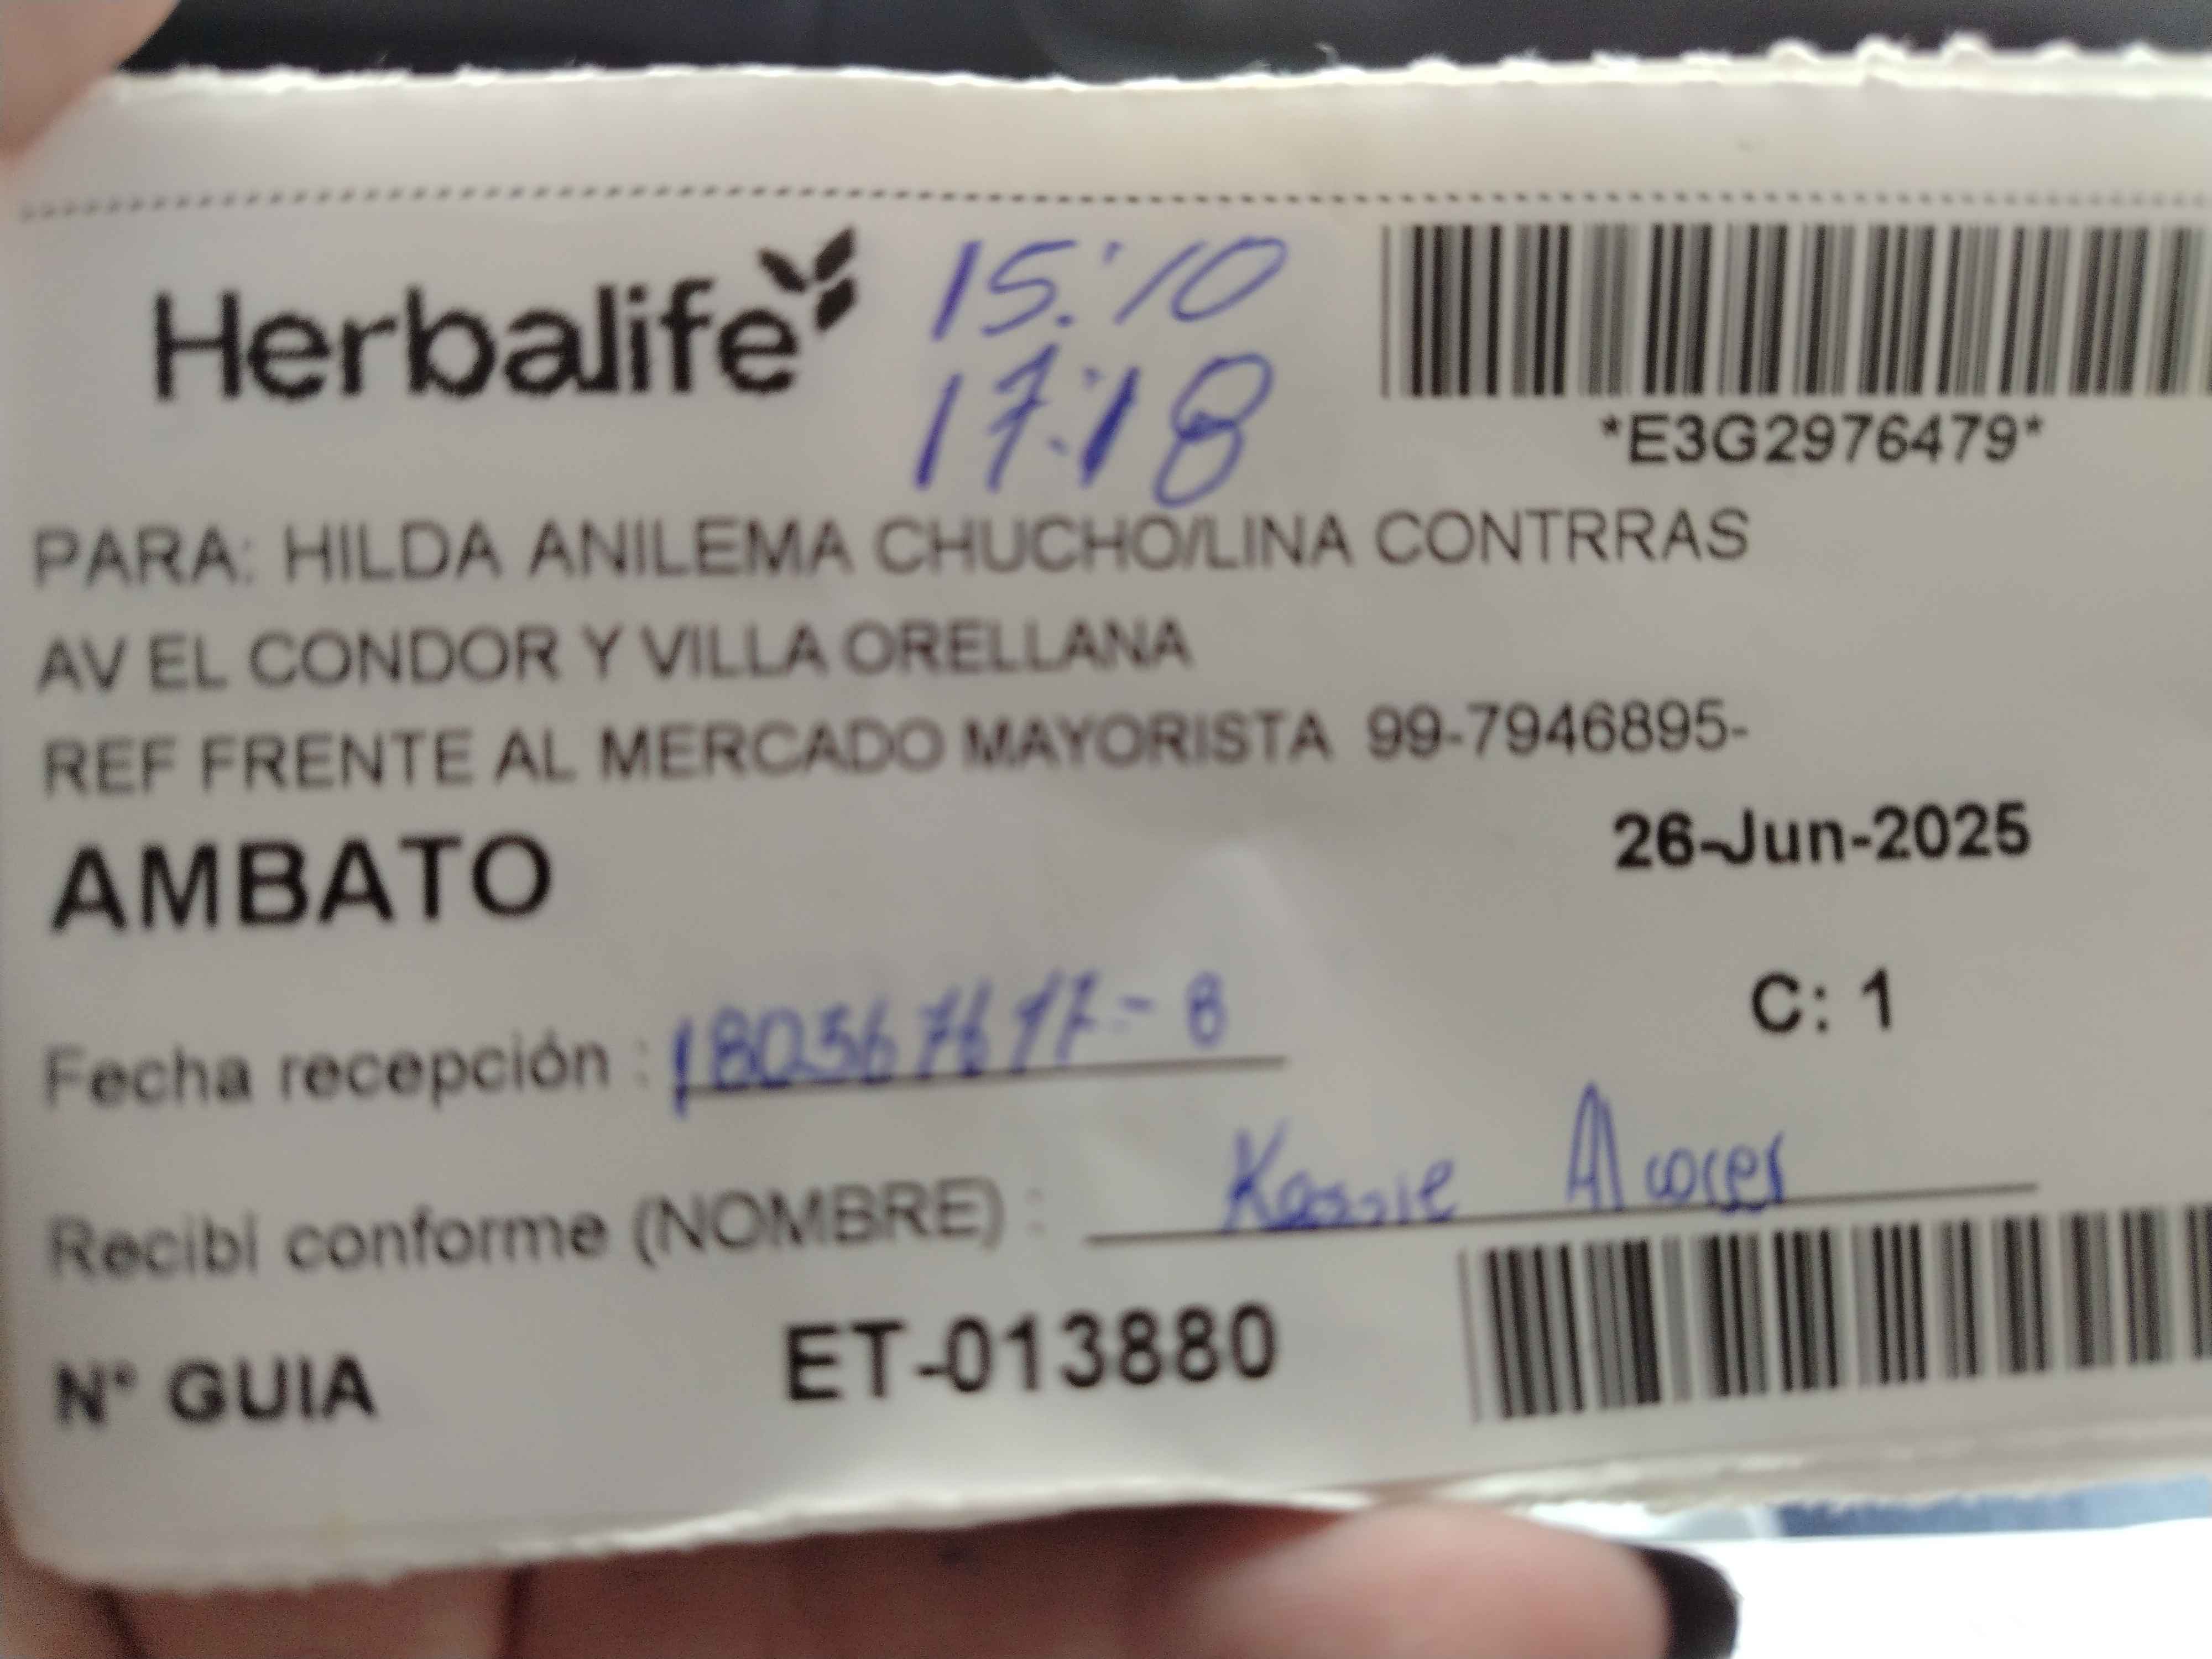 Herbalife
15:10
17:18
*E3G2976479*
PARA: HILDA ANILEMA CHUCHO/LINA CONTRRAS
AV EL CONDOR Y VILLA ORELLANA
REF FRENTE AL MERCADO MAYORISTA 99-7946895-
AMBATO
26-Jun-2025
C: 1
Fecha recepción :
Recibi conforme (NOMBRE) :
N° GUIA ET-013880